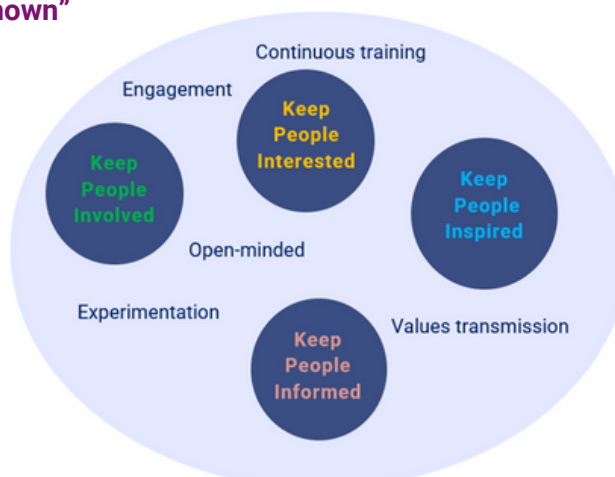 Continuous training
Engagement
Keep
People
Interested
Keep
People
Involved
Keep
People
Inspired
Open-minded
Experimentation
Values transmission
Keep
People
Informed